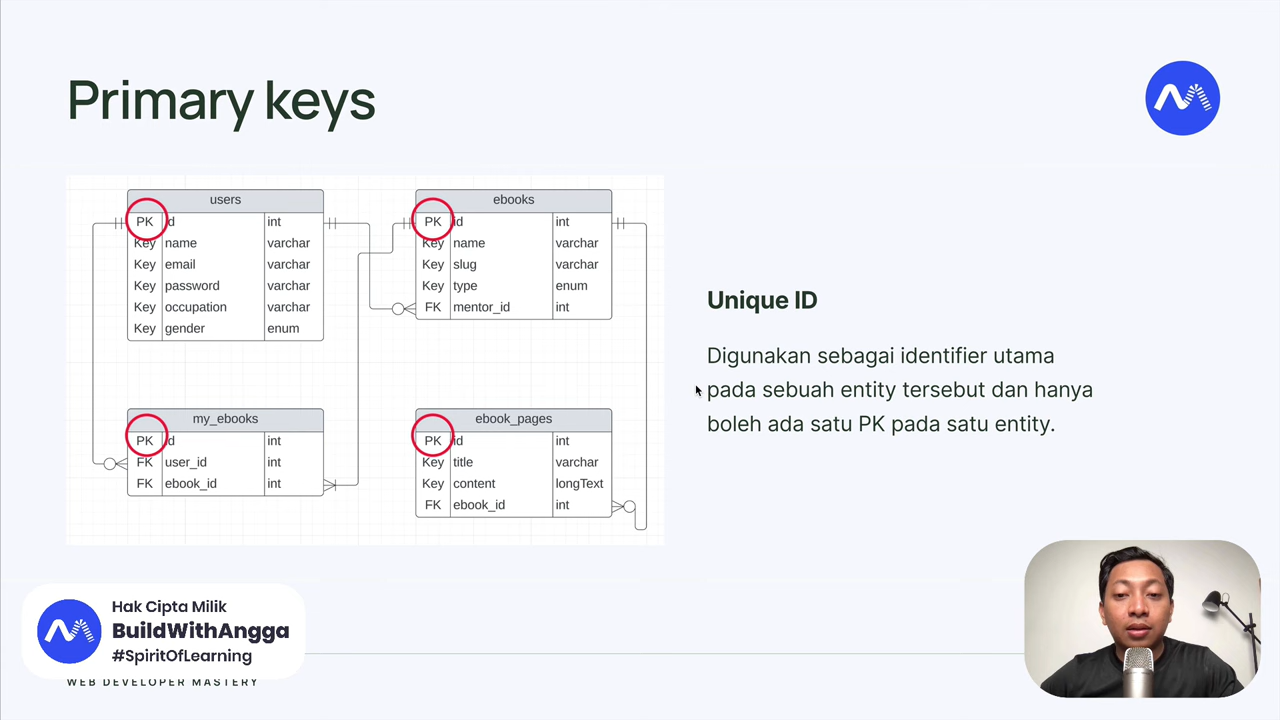 Primary keys
users
PK id int
Key name varchar
Key email varchar
Key password varchar
Key occupation varchar
Key gender enum
ebooks
PK id int
Key name varchar
Key slug varchar
Key type enum
FK mentor_id int
my_ebooks
PK id int
FK user_id int
FK ebook_id int
ebook_pages
PK id int
Key title varchar
Key content longText
FK ebook_id int
Unique ID
Digunakan sebagai identifier utama
pada sebuah entity tersebut dan hanya
boleh ada satu PK pada satu entity.
Hak Cipta Milik
BuildWithAngga
#SpiritOfLearning
WEB DEVELOPER MASTERY